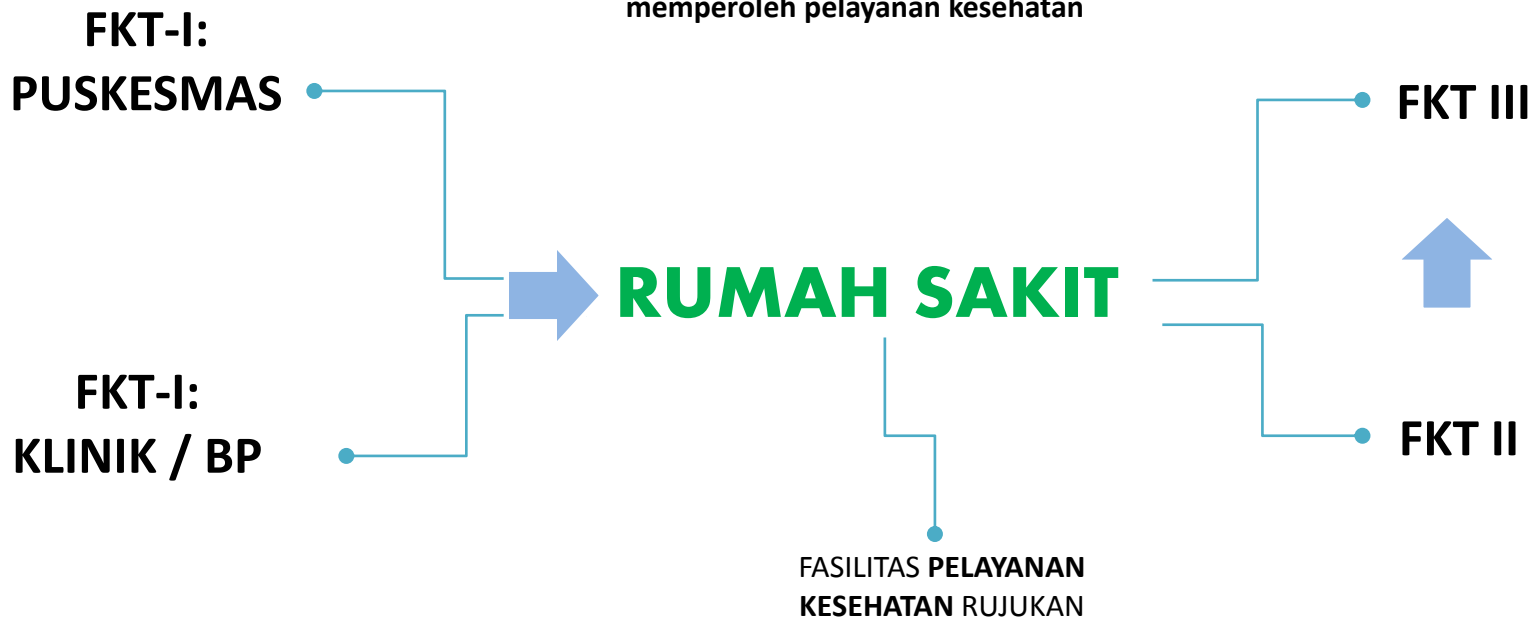 memperoleh pelayanan kesehatan
FKT-I:
PUSKESMAS
FKT III
RUMAH SAKIT
FKT-I:
KLINIK / BP
FKT II
FASILITAS PELAYANAN
KESEHATAN RUJUKAN